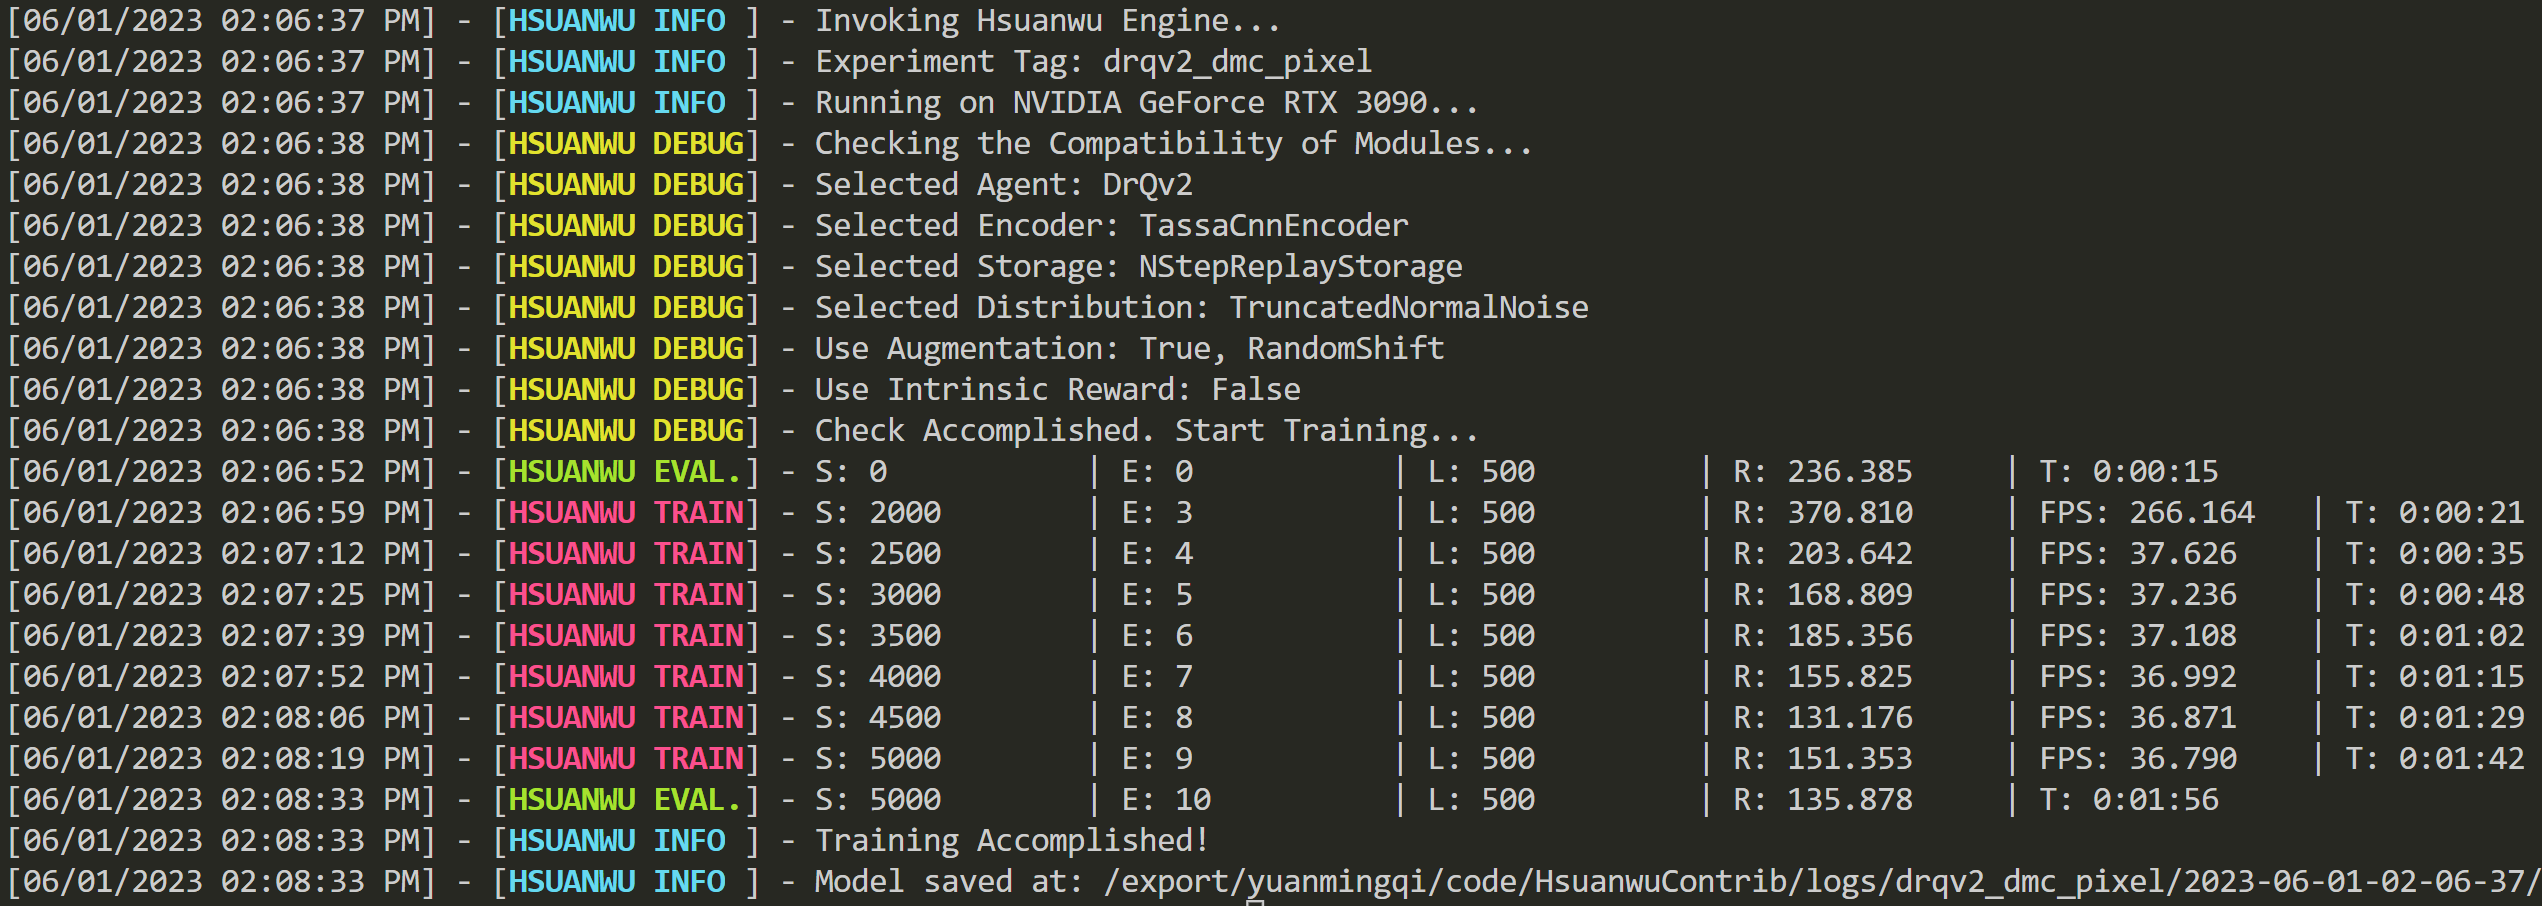 [06/01/2023 02:06:37 PM] - [HSUANWU INFO ] - Invoking Hsuanwu Engine...
[06/01/2023 02:06:37 PM] - [HSUANWU INFO ] - Experiment Tag: drqv2_dmc_pixel
[06/01/2023 02:06:37 PM] - [HSUANWU INFO ] - Running on NVIDIA GeForce RTX 3090...
[06/01/2023 02:06:38 PM] - [HSUANWU DEBUG] - Checking the Compatibility of Modules...
[06/01/2023 02:06:38 PM] - [HSUANWU DEBUG] - Selected Agent: DrQv2
[06/01/2023 02:06:38 PM] - [HSUANWU DEBUG] - Selected Encoder: TassaCnnEncoder
[06/01/2023 02:06:38 PM] - [HSUANWU DEBUG] - Selected Storage: NStepReplayStorage
[06/01/2023 02:06:38 PM] - [HSUANWU DEBUG] - Selected Distribution: TruncatedNormalNoise
[06/01/2023 02:06:38 PM] - [HSUANWU DEBUG] - Use Augmentation: True, RandomShift
[06/01/2023 02:06:38 PM] - [HSUANWU DEBUG] - Use Intrinsic Reward: False
[06/01/2023 02:06:38 PM] - [HSUANWU DEBUG] - Check Accomplished. Start Training...
[06/01/2023 02:06:52 PM] - [HSUANWU EVAL.] - S: 0 | E: 0 | L: 500 | R: 236.385 | T: 0:00:15
[06/01/2023 02:06:59 PM] - [HSUANWU TRAIN] - S: 2000 | E: 3 | L: 500 | R: 370.810 | FPS: 266.164 | T: 0:00:21
[06/01/2023 02:07:12 PM] - [HSUANWU TRAIN] - S: 2500 | E: 4 | L: 500 | R: 203.642 | FPS: 37.626 | T: 0:00:35
[06/01/2023 02:07:25 PM] - [HSUANWU TRAIN] - S: 3000 | E: 5 | L: 500 | R: 168.809 | FPS: 37.236 | T: 0:00:48
[06/01/2023 02:07:39 PM] - [HSUANWU TRAIN] - S: 3500 | E: 6 | L: 500 | R: 185.356 | FPS: 37.108 | T: 0:01:02
[06/01/2023 02:07:52 PM] - [HSUANWU TRAIN] - S: 4000 | E: 7 | L: 500 | R: 155.825 | FPS: 36.992 | T: 0:01:15
[06/01/2023 02:08:06 PM] - [HSUANWU TRAIN] - S: 4500 | E: 8 | L: 500 | R: 131.176 | FPS: 36.871 | T: 0:01:29
[06/01/2023 02:08:19 PM] - [HSUANWU TRAIN] - S: 5000 | E: 9 | L: 500 | R: 151.353 | FPS: 36.790 | T: 0:01:42
[06/01/2023 02:08:33 PM] - [HSUANWU EVAL.] - S: 5000 | E: 10 | L: 500 | R: 135.878 | T: 0:01:56
[06/01/2023 02:08:33 PM] - [HSUANWU INFO ] - Training Accomplished!
[06/01/2023 02:08:33 PM] - [HSUANWU INFO ] - Model saved at: /export/yuanmingqi/code/HsuanwuContrib/logs/drqv2_dmc_pixel/2023-06-01-02-06-37/